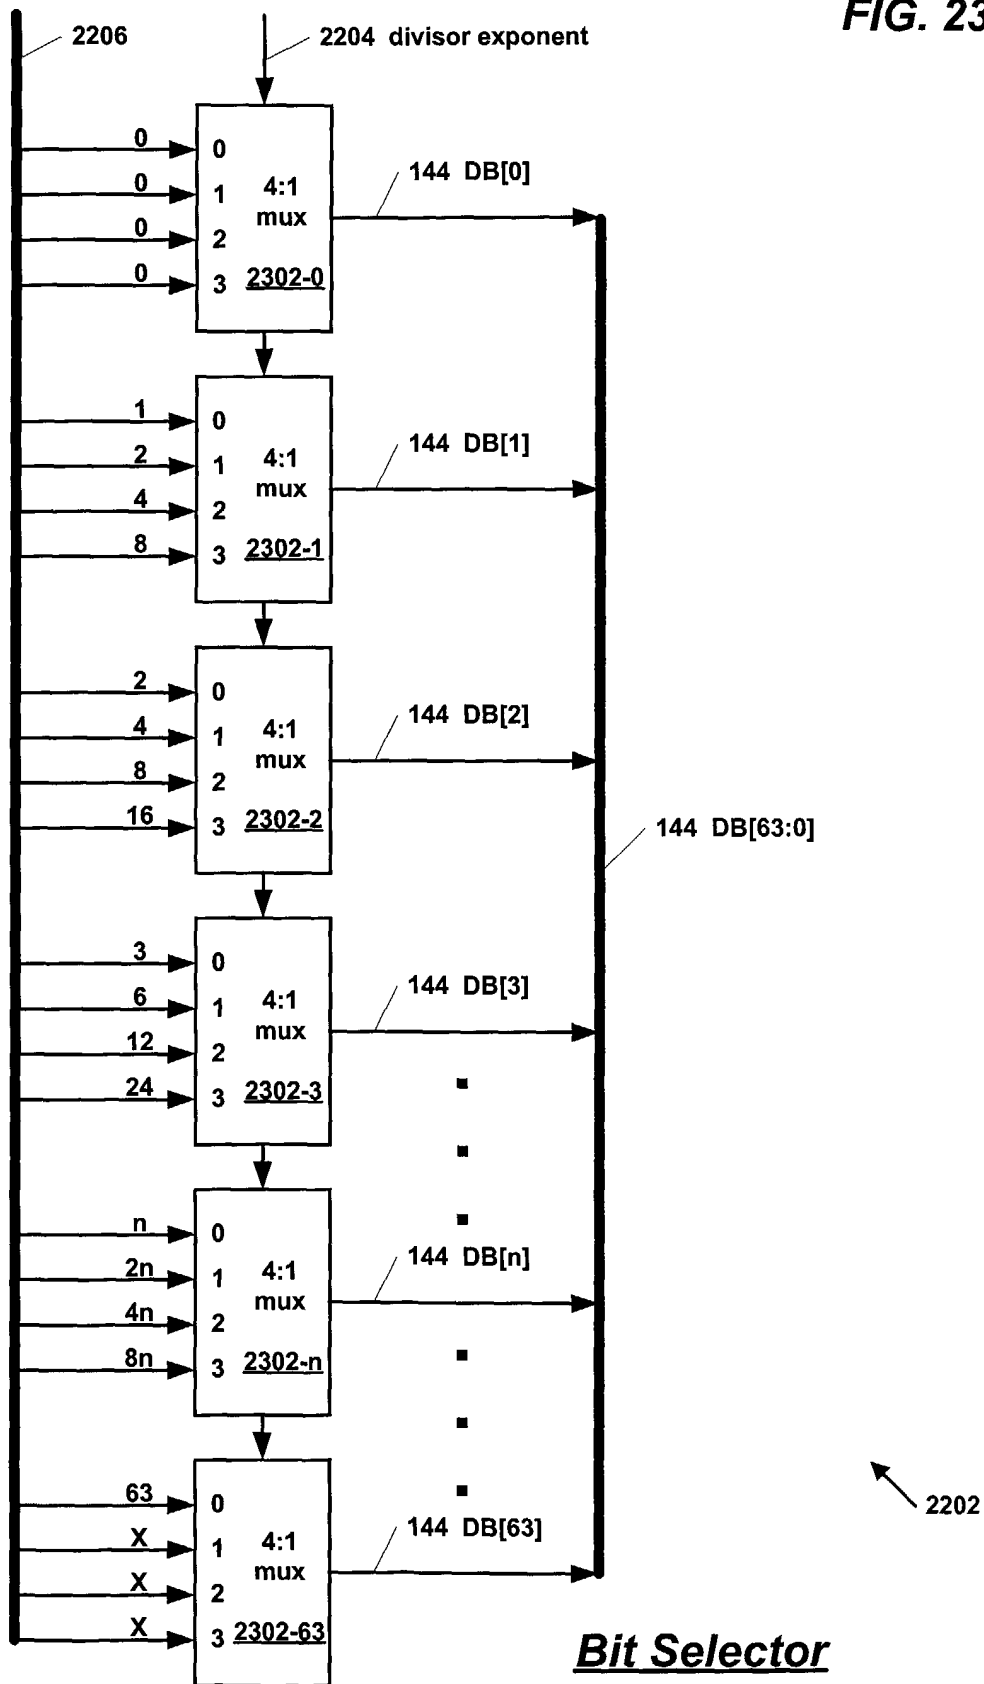 FIG. 23
2206
2204 divisor exponent
0
0
0
0
0
1
2
3
4:1
mux
2302-0
144 DB[0]
1
2
4
8
0
1
2
3
4:1
mux
2302-1
144 DB[1]
2
4
8
16
0
1
2
3
4:1
mux
2302-2
144 DB[2]
144 DB[63:0]
3
6
12
24
0
1
2
3
4:1
mux
2302-3
144 DB[3]
n
2n
4n
8n
0
1
2
3
4:1
mux
2302-n
144 DB[n]
63
X
X
X
0
1
2
3
4:1
mux
2302-63
144 DB[63]
2202
Bit Selector